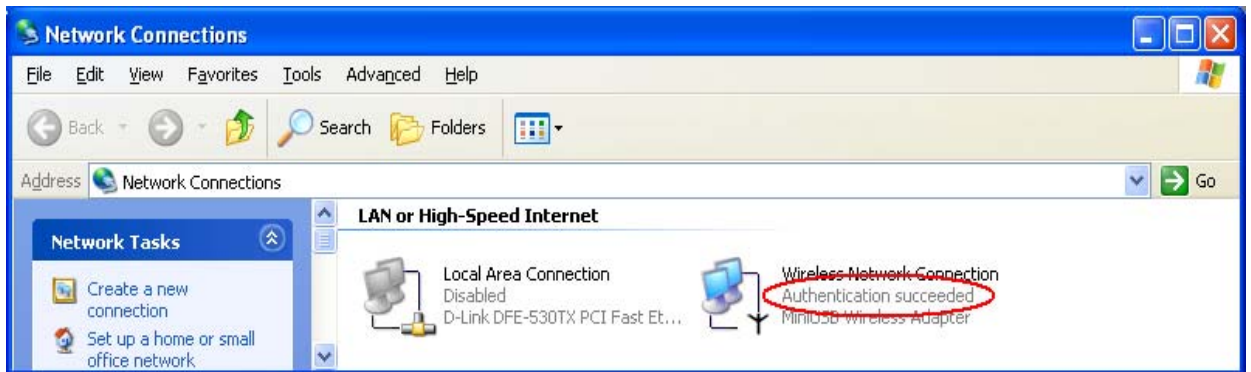 Network Connections
File Edit View Favorites Tools Advanced Help
Back Search Folders
Address Network Connections Go
Network Tasks
Create a new
connection
Set up a home or small
office network
LAN or High-Speed Internet
Local Area Connection
Disabled
D-Link DFE-530TX PCI Fast Et...
Wireless Network Connection
Authentication succeeded
MiniUSB Wireless Adapter